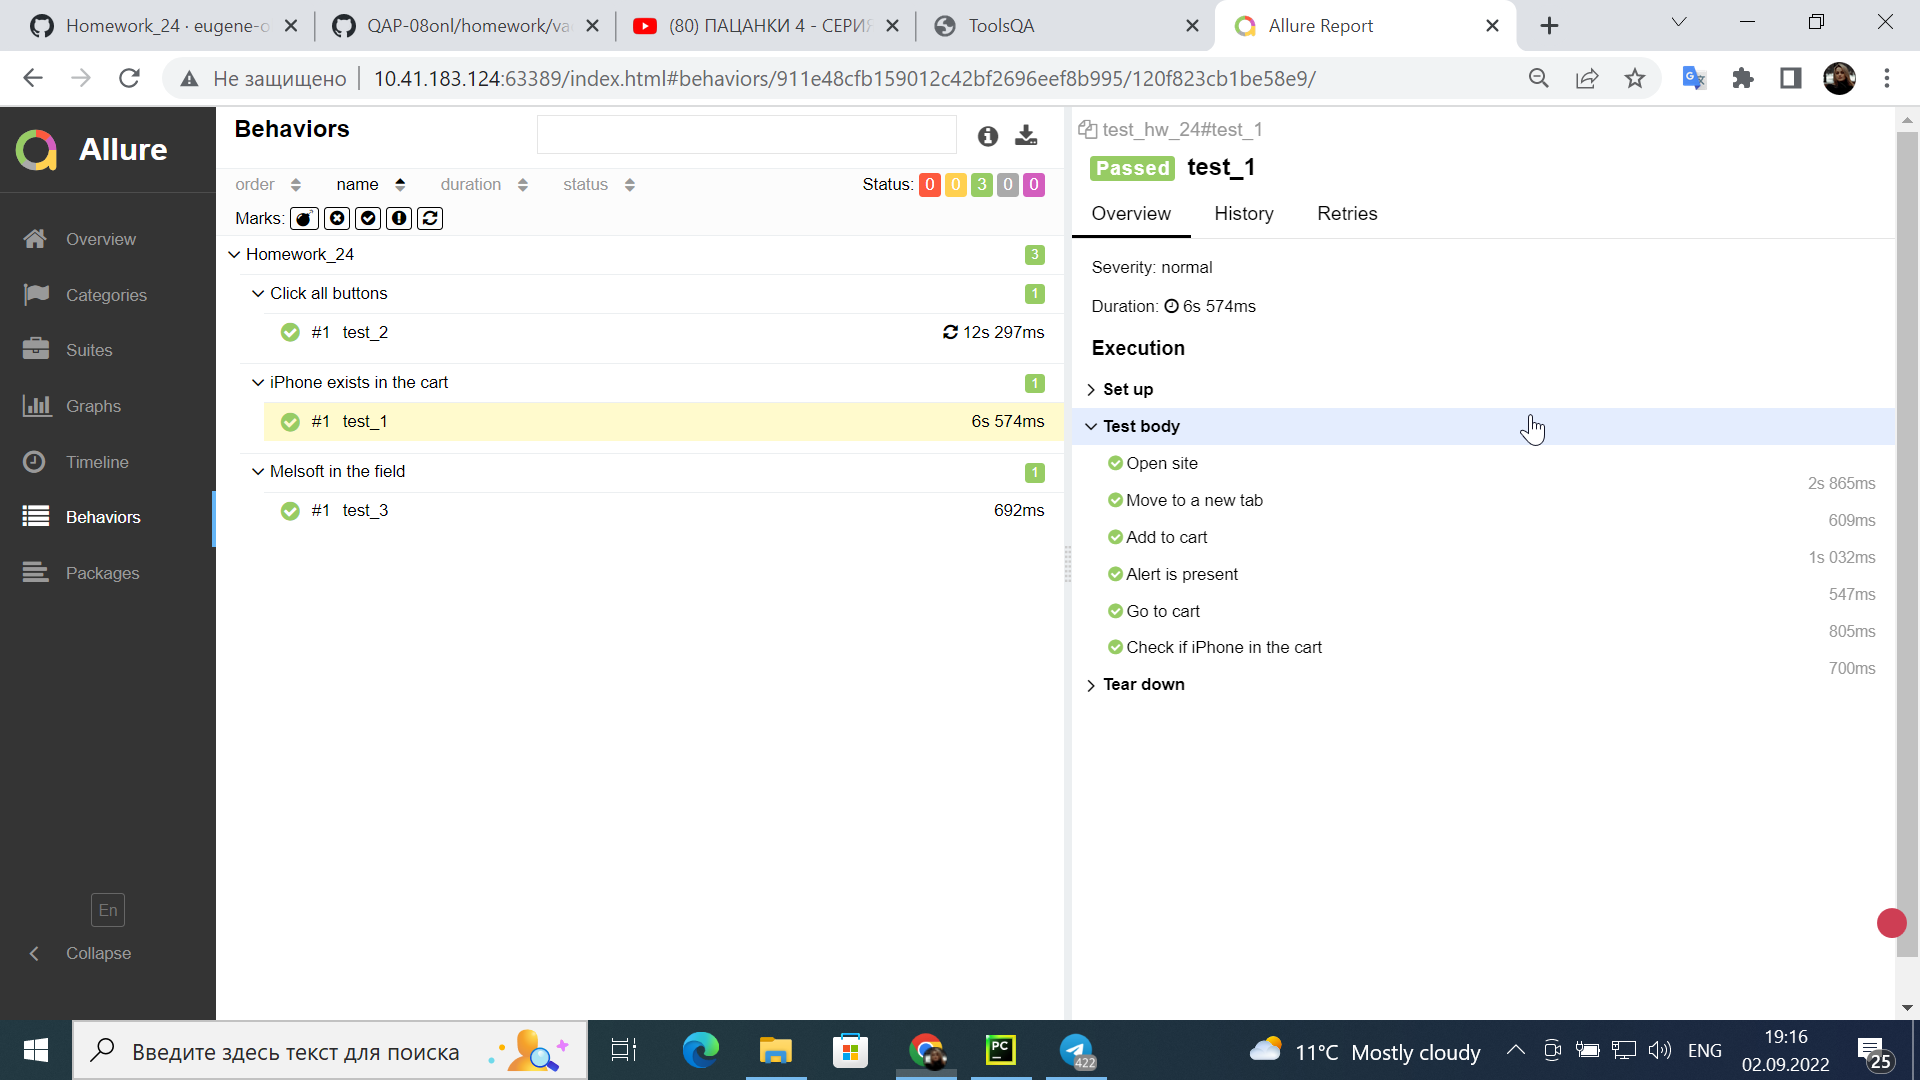 Homework_24 · eugene-o
QAP-08onl/homework/va
(80) ПАЦАНКИ 4 - СЕРИЯ
ToolsQA
Allure Report
Не защищено
10.41.183.124:63389/index.html#behaviors/911e48cfb159012c42bf2696eef8b995/120f823cb1be58e9/
Allure
Overview
Categories
Suites
Graphs
Timeline
Behaviors
Packages
En
Collapse
Behaviors
order name duration status
Status: 0 0 3 0 0
Marks:
Homework_24 3
Click all buttons 1
#1 test_2 12s 297ms
iPhone exists in the cart 1
#1 test_1 6s 574ms
Melsoft in the field 1
#1 test_3 692ms
test_hw_24#test_1
Passed test_1
Overview History Retries
Severity: normal
Duration: 6s 574ms
Execution
Set up
Test body
Open site
2s 865ms
Move to a new tab
609ms
Add to cart
1s 032ms
Alert is present
547ms
Go to cart
805ms
Check if iPhone in the cart
700ms
Tear down
Введите здесь текст для поиска
PC
422
11°C Mostly cloudy
ENG
19:16
02.09.2022
25